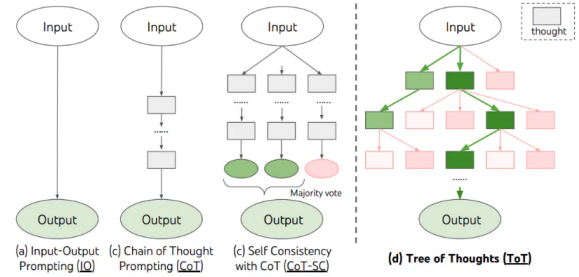 Input
Input
Input
Input
thought
......
......
......
......
......
Majority vote
Output
Output
Output
Output
(a) Input-Output
Prompting (IO)
(c) Chain of Thought
Prompting (CoT)
(c) Self Consistency
with CoT (CoT-SC)
(d) Tree of Thoughts (ToT)